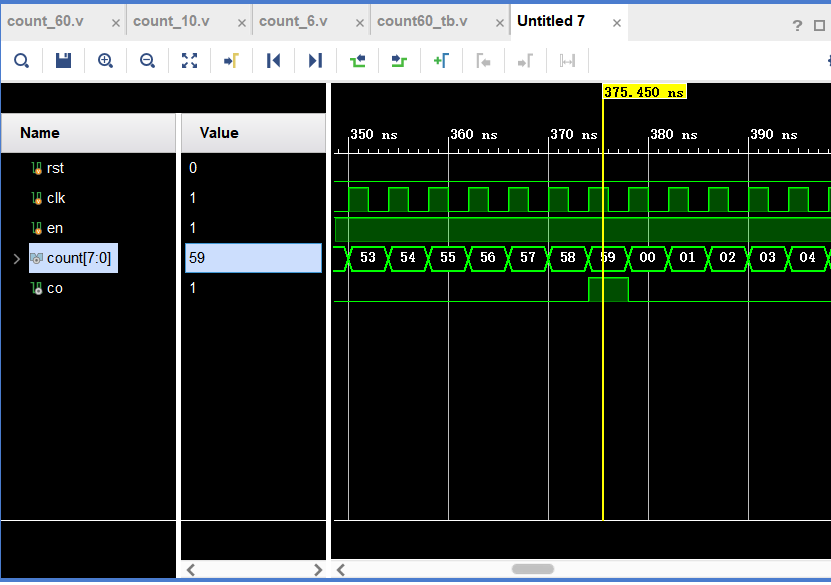 count_60.v × count_10.v × count_6.v × count60_tb.v × Untitled 7 × ?
375.450 ns
350 ns 360 ns 370 ns 380 ns 390 ns
Name Value
rst 0
clk 1
en 1
count[7:0] 59 53 54 55 56 57 58 59 00 01 02 03 04
co 1